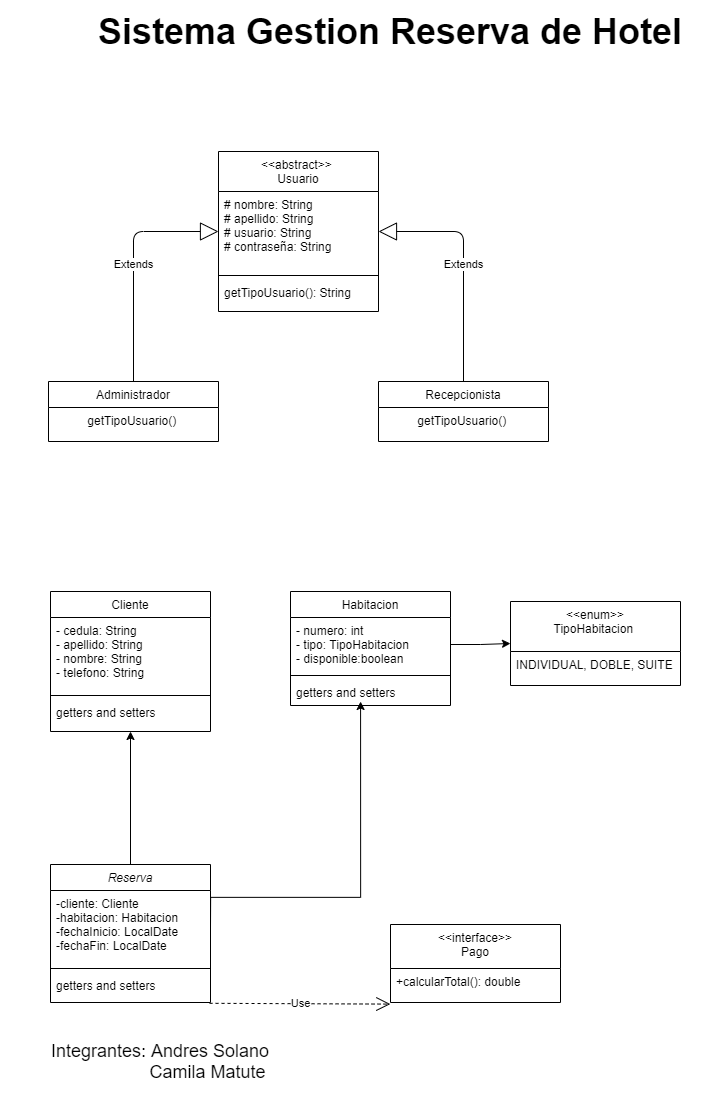 Sistema Gestion Reserva de Hotel
<<abstract>>
Usuario
# nombre: String
# apellido: String
# usuario: String
# contraseña: String
getTipoUsuario(): String
Extends
Extends
Administrador
getTipoUsuario()
Recepcionista
getTipoUsuario()
Cliente
- cedula: String
- apellido: String
- nombre: String
- telefono: String
getters and setters
Habitacion
- numero: int
- tipo: TipoHabitacion
- disponible:boolean
getters and setters
<<enum>>
TipoHabitacion
INDIVIDUAL, DOBLE, SUITE
Reserva
-cliente: Cliente
-habitacion: Habitacion
-fechaInicio: LocalDate
-fechaFin: LocalDate
getters and setters
Use
<<interface>>
Pago
+calcularTotal(): double
Integrantes: Andres Solano
Camila Matute